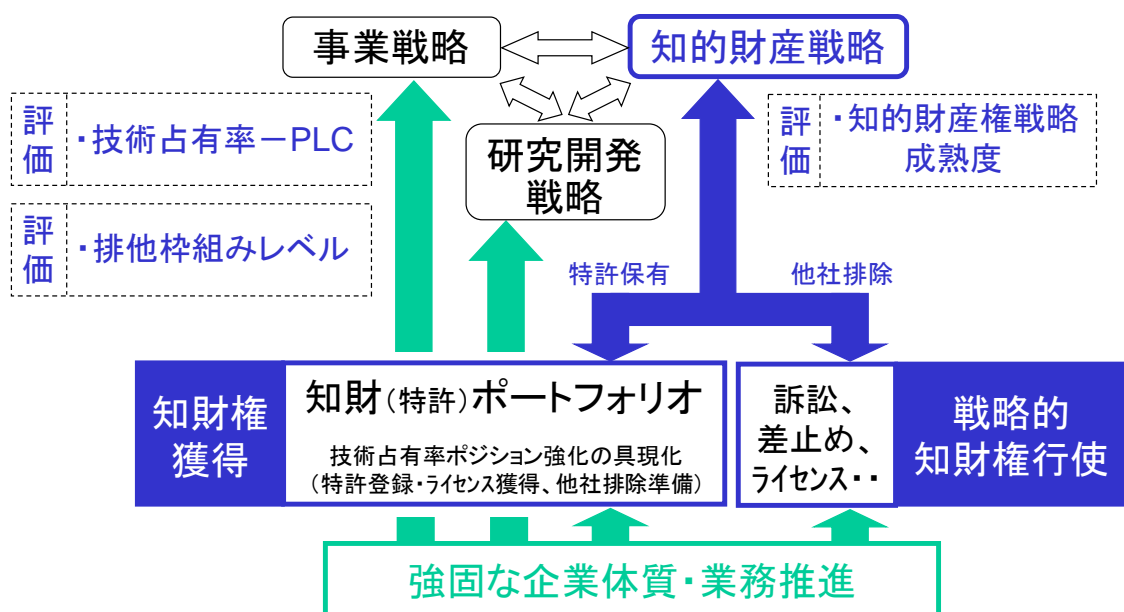 事業戦略
知的財産戦略
評価
・技術占有率－PLC
研究開発
戦略
評価
・知的財産権戦略
成熟度
評価
・排他枠組みレベル
特許保有
他社排除
知財権
獲得
知財(特許)ポートフォリオ
技術占有率ポジション強化の具現化
(特許登録・ライセンス獲得、他社排除準備)
訴訟、
差止め、
ライセンス・・
戦略的
知財権行使
強固な企業体質・業務推進